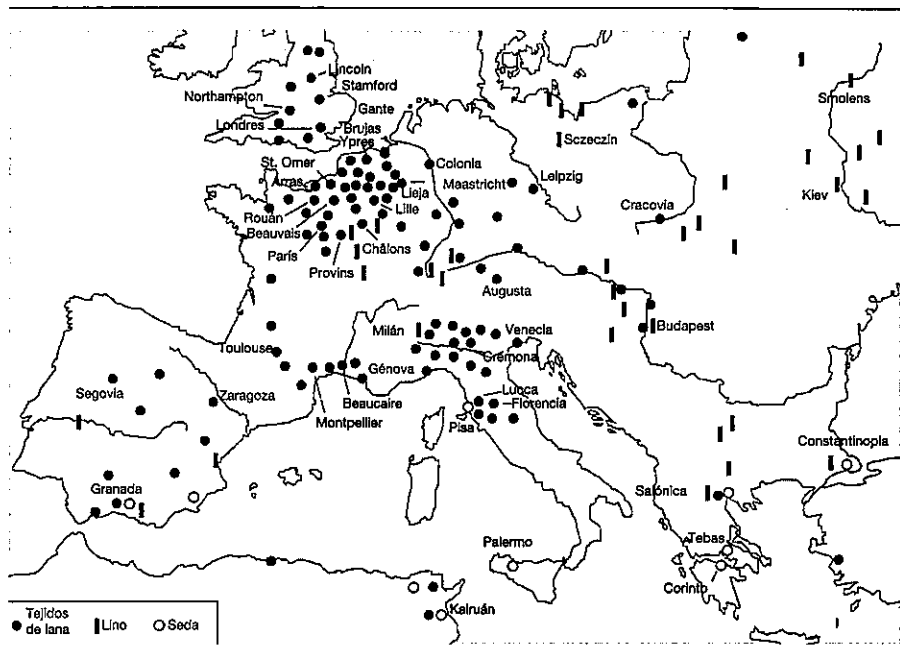 Lincoln
Stamford
Northampton
Gante
Londres
Brujas
Ypres
St. Omer
Arras
Colonia
Lieja
Maastricht
Leipzig
Rouán
Lille
Beauvais
París
Châlons
Provins
Sczeczín
Smolens
Kiev
Cracovia
Augusta
Budapest
Milán
Venecia
Cremona
Génova
Toulouse
Beaucaire
Montpellier
Lucca
Florencia
Pisa
Segovia
Zaragoza
Granada
Constantinopla
Salónica
Tebas
Corinto
Palermo
Kairuán
Tejidos
de lana
Lino
Seda